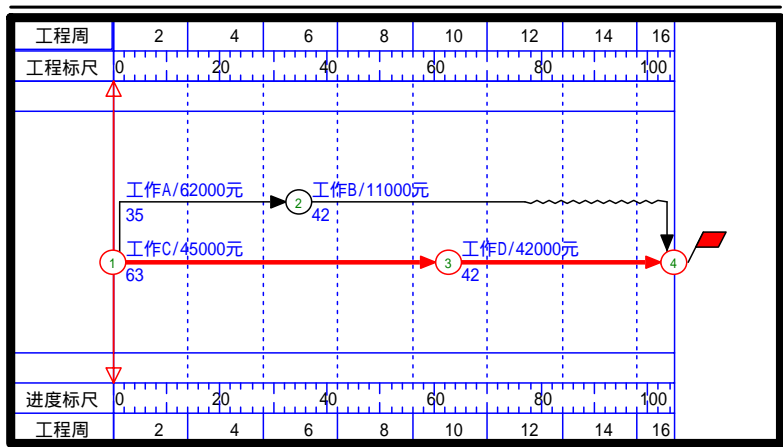 工程周 2 4 6 8 10 12 14 16
工程标尺 0 20 40 60 80 100
工作A/62000元 工作B/11000元
2
35 42
工作C/45000元 工作D/42000元
1 3 4
63 42
进度标尺 0 20 40 60 80 100
工程周 2 4 6 8 10 12 14 16